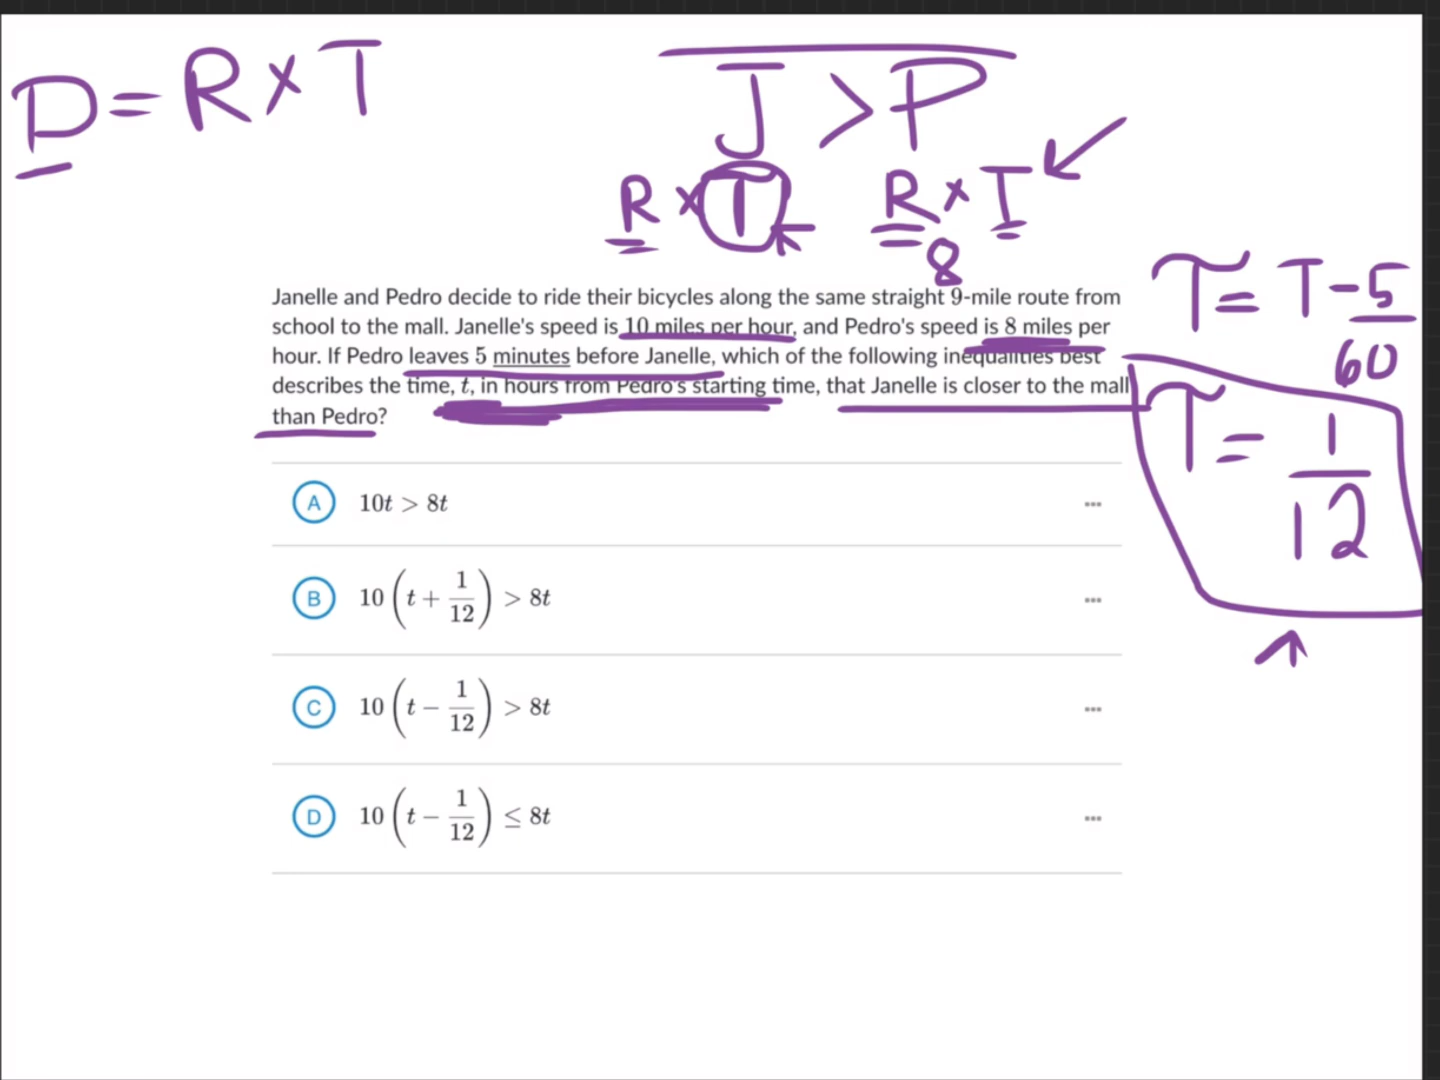 D = R x T
J > P
R x T R x T
8
T = T - 5
60
T = 1
12
Janelle and Pedro decide to ride their bicycles along the same straight 9-mile route from
school to the mall. Janelle's speed is 10 miles per hour, and Pedro's speed is 8 miles per
hour. If Pedro leaves 5 minutes before Janelle, which of the following inequalities best
describes the time, t, in hours from Pedro's starting time, that Janelle is closer to the mall
than Pedro?
A 10t > 8t
B 10(t + 1/12) > 8t
C 10(t − 1/12) > 8t
D 10(t − 1/12) ≤ 8t